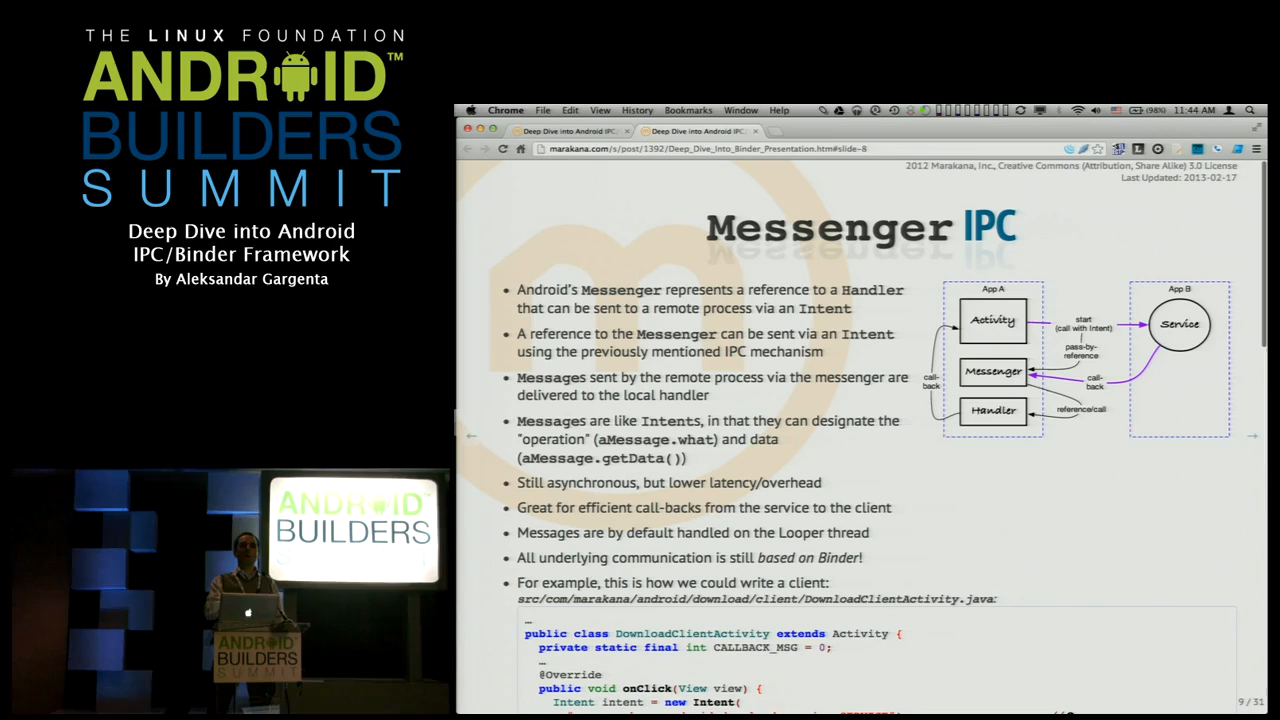 THE LINUX FOUNDATION
ANDROID™
BUILDERS
SUMMIT
Deep Dive into Android
IPC/Binder Framework
By Aleksandar Gargenta
ANDROID
BUILDERS
ANDROID
BUILDERS
SUMMIT
Chrome File Edit View History Bookmarks Window Help (98%) 11:44 AM
Deep Dive into Android IPC/ Deep Dive into Android IPC/
marakana.com/s/post/1392/Deep_Dive_Into_Binder_Presentation.htm#slide-8
2012 Marakana, Inc., Creative Commons (Attribution, Share Alike) 3.0 License
Last Updated: 2013-02-17
Messenger IPC
• Android's Messenger represents a reference to a Handler
that can be sent to a remote process via an Intent
• A reference to the Messenger can be sent via an Intent
using the previously mentioned IPC mechanism
• Messages sent by the remote process via the messenger are
delivered to the local handler
• Messages are like Intents, in that they can designate the
"operation" (aMessage.what) and data
(aMessage.getData())
• Still asynchronous, but lower latency/overhead
• Great for efficient call-backs from the service to the client
• Messages are by default handled on the Looper thread
• All underlying communication is still based on Binder!
• For example, this is how we could write a client:
src/com/marakana/android/download/client/DownloadClientActivity.java:
…
public class DownloadClientActivity extends Activity {
private static final int CALLBACK_MSG = 0;
…
@Override
public void onClick(View view) {
Intent intent = new Intent(
App A
Activity
Messenger
Handler
call-
back
start
(call with Intent)
pass-by-
reference
call-
back
reference/call
App B
Service
9 / 31